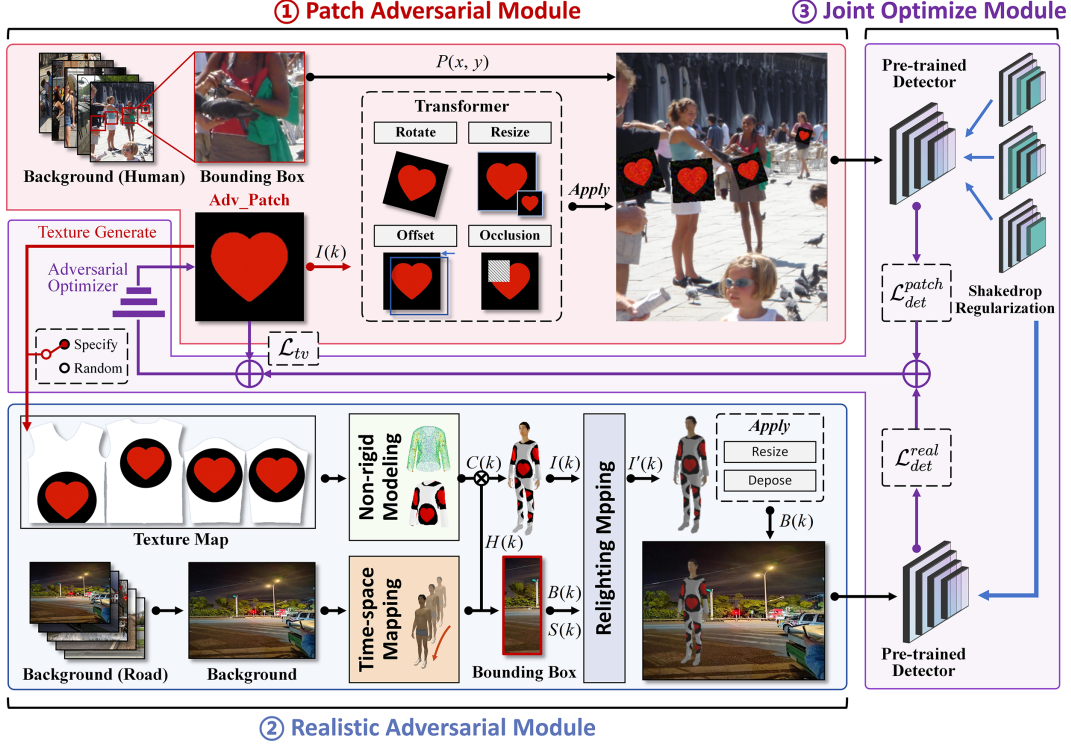 ① Patch Adversarial Module
③ Joint Optimize Module
P(x, y)
Transformer
Rotate
Resize
Offset
Occlusion
Apply
Background (Human)
Bounding Box
Adv_Patch
I(k)
Texture Generate
Adversarial
Optimizer
Specify
Random
ℒtv
Pre-trained
Detector
ℒ patch det
Shakedrop
Regularization
ℒ real det
Pre-trained
Detector
Texture Map
Non-rigid
Modeling
C(k)
I(k)
H(k)
Relighting Mpping
I′(k)
Apply
Resize
Depose
B(k)
Background (Road)
Background
Time-space
Mapping
B(k)
S(k)
Bounding Box
② Realistic Adversarial Module